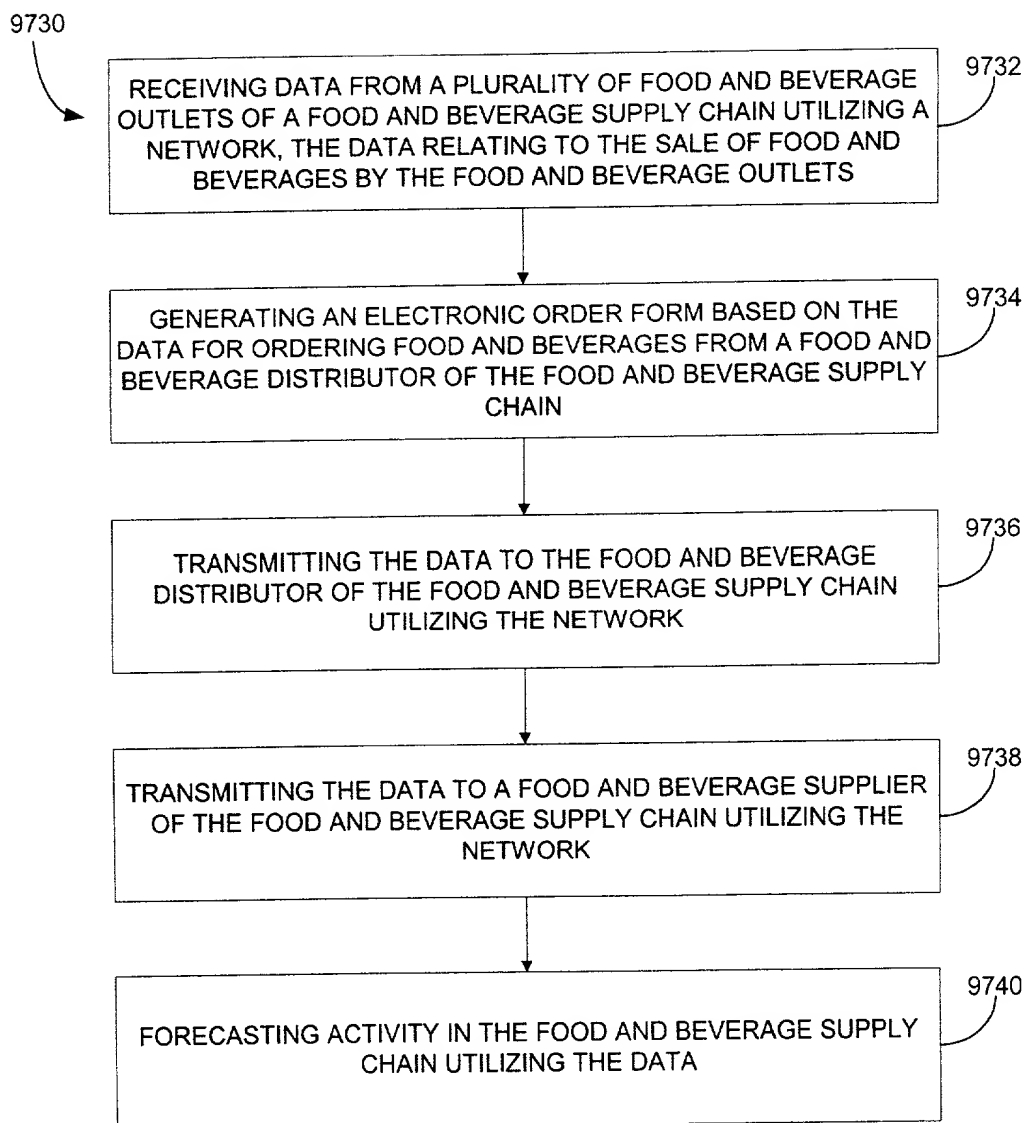 9730
RECEIVING DATA FROM A PLURALITY OF FOOD AND BEVERAGE
OUTLETS OF A FOOD AND BEVERAGE SUPPLY CHAIN UTILIZING A
NETWORK, THE DATA RELATING TO THE SALE OF FOOD AND
BEVERAGES BY THE FOOD AND BEVERAGE OUTLETS
9732
GENERATING AN ELECTRONIC ORDER FORM BASED ON THE
DATA FOR ORDERING FOOD AND BEVERAGES FROM A FOOD AND
BEVERAGE DISTRIBUTOR OF THE FOOD AND BEVERAGE SUPPLY
CHAIN
9734
TRANSMITTING THE DATA TO THE FOOD AND BEVERAGE
DISTRIBUTOR OF THE FOOD AND BEVERAGE SUPPLY CHAIN
UTILIZING THE NETWORK
9736
TRANSMITTING THE DATA TO A FOOD AND BEVERAGE SUPPLIER
OF THE FOOD AND BEVERAGE SUPPLY CHAIN UTILIZING THE
NETWORK
9738
FORECASTING ACTIVITY IN THE FOOD AND BEVERAGE SUPPLY
CHAIN UTILIZING THE DATA
9740